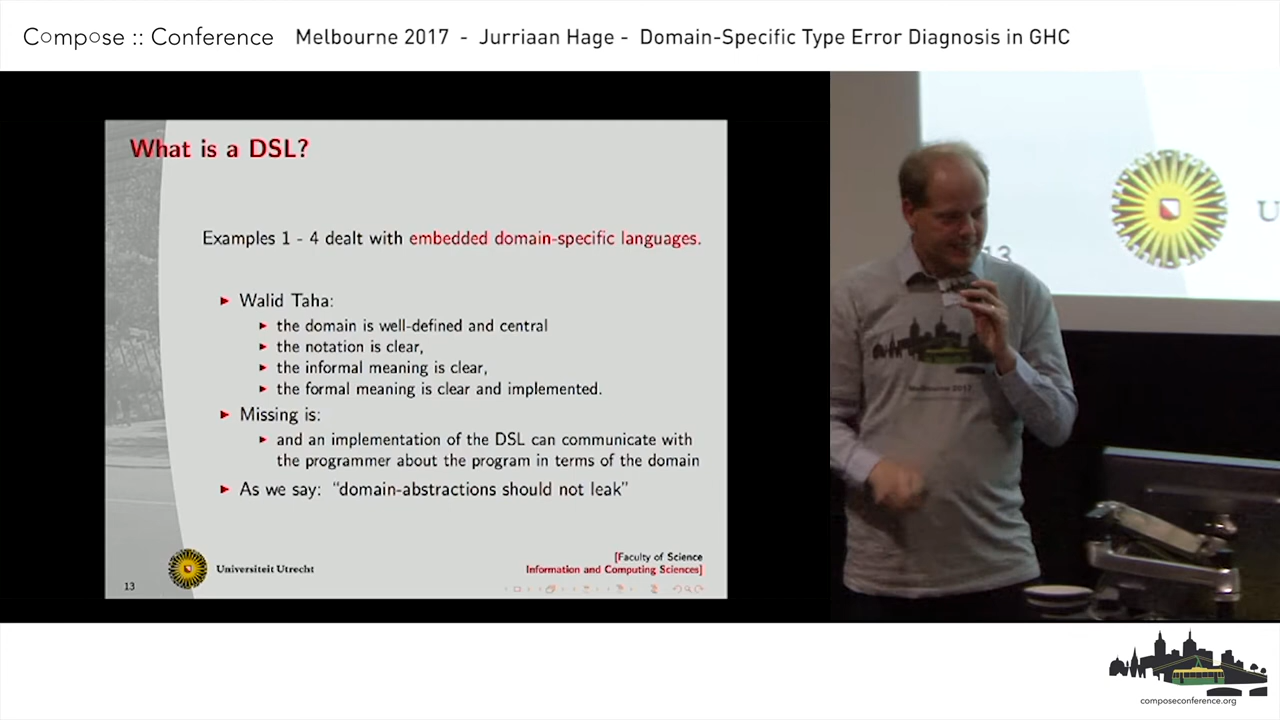 Compose :: Conference Melbourne 2017 - Jurriaan Hage - Domain-Specific Type Error Diagnosis in GHC
What is a DSL?
Examples 1 - 4 dealt with embedded domain-specific languages.
Walid Taha:
the domain is well-defined and central
the notation is clear,
the informal meaning is clear,
the formal meaning is clear and implemented.
Missing is:
and an implementation of the DSL can communicate with
the programmer about the program in terms of the domain
As we say: “domain-abstractions should not leak”
13
Universiteit Utrecht
[Faculty of Science
Information and Computing Sciences]
U
13
Melbourne 2017
composeconference.org